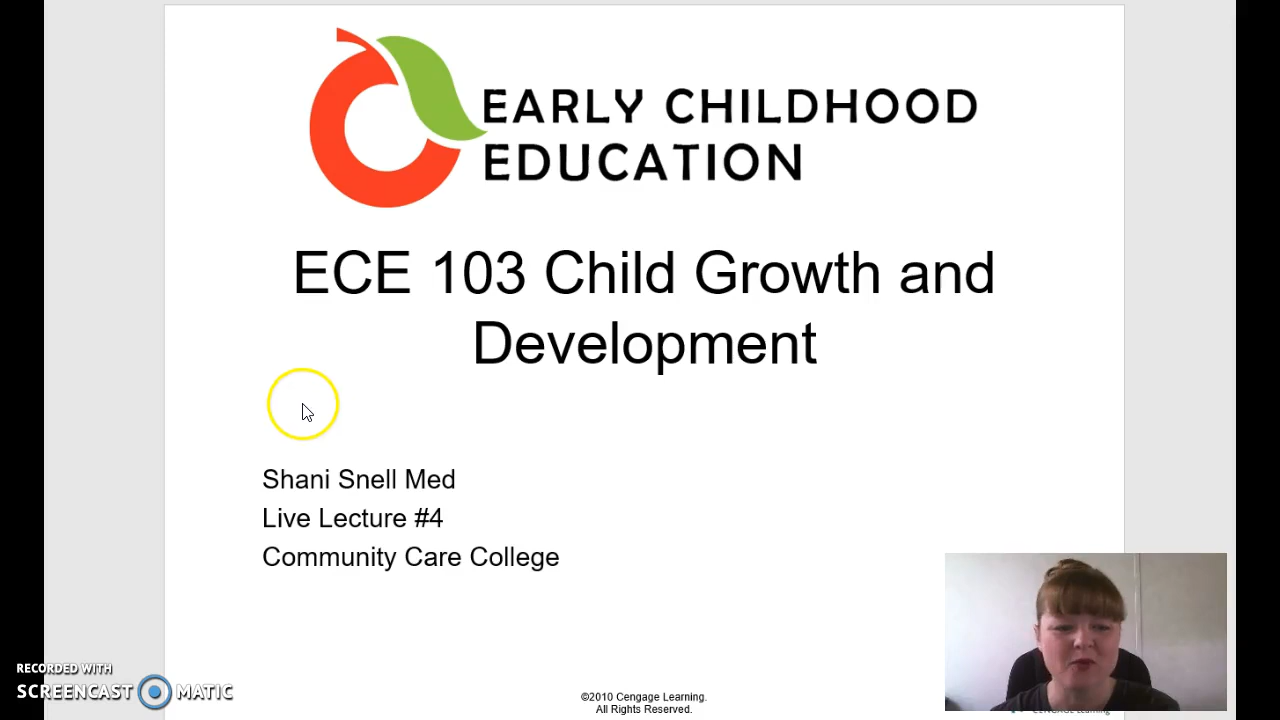 EARLY CHILDHOOD
EDUCATION
ECE 103 Child Growth and
Development
Shani Snell Med
Live Lecture #4
Community Care College
RECORDED WITH
SCREENCAST MATIC
©2010 Cengage Learning.
All Rights Reserved.